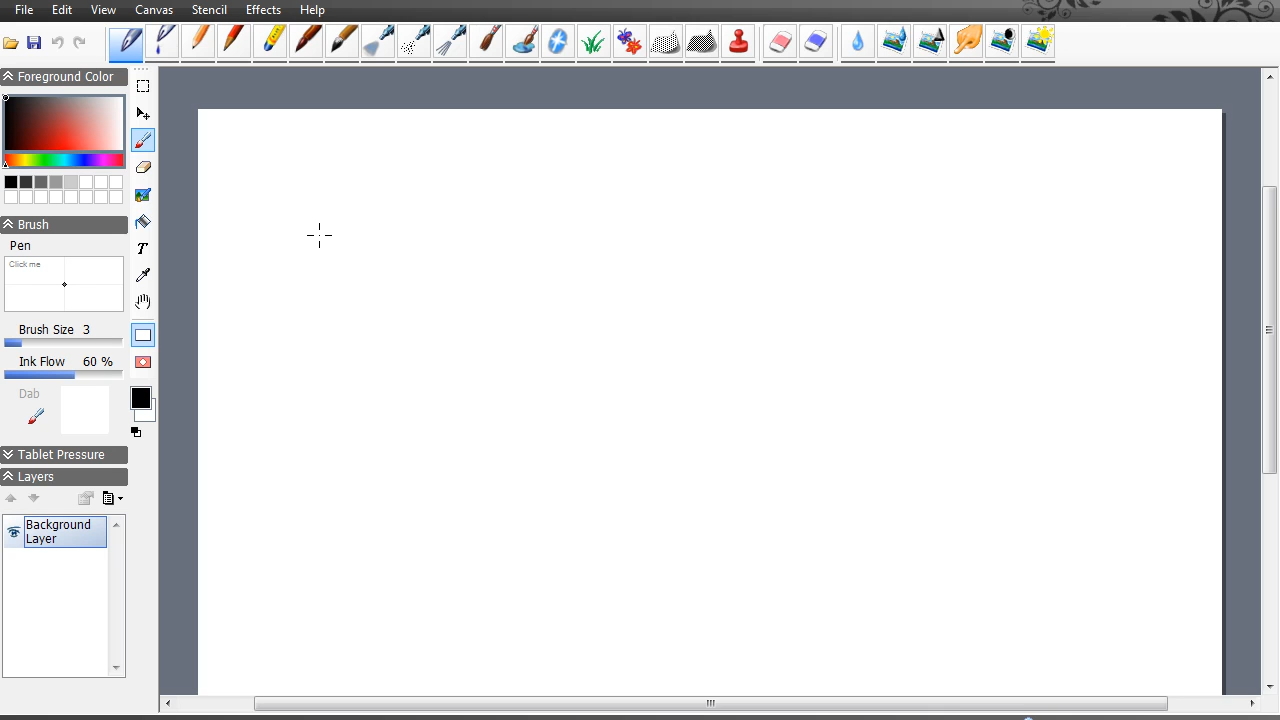 File Edit View Canvas Stencil Effects Help
Foreground Color
Brush
Pen
Click me
Brush Size 3
Ink Flow 60 %
Dab
T
Tablet Pressure
Layers
Background
Layer